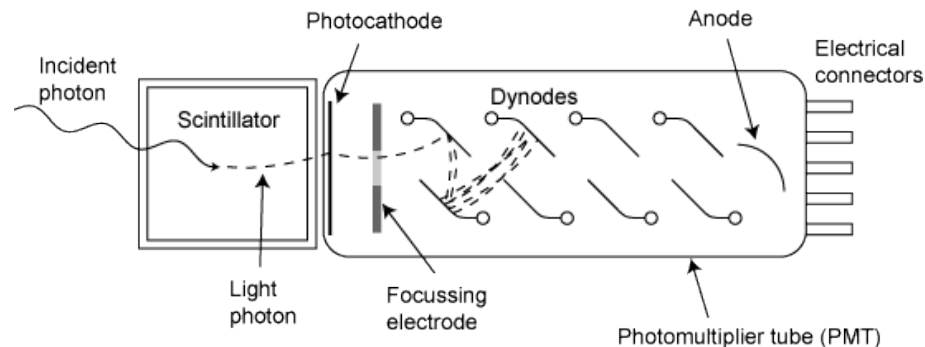 Photocathode
Anode
Incident
photon
Electrical
connectors
Scintillator
Dynodes
Light
photon
Focussing
electrode
Photomultiplier tube (PMT)